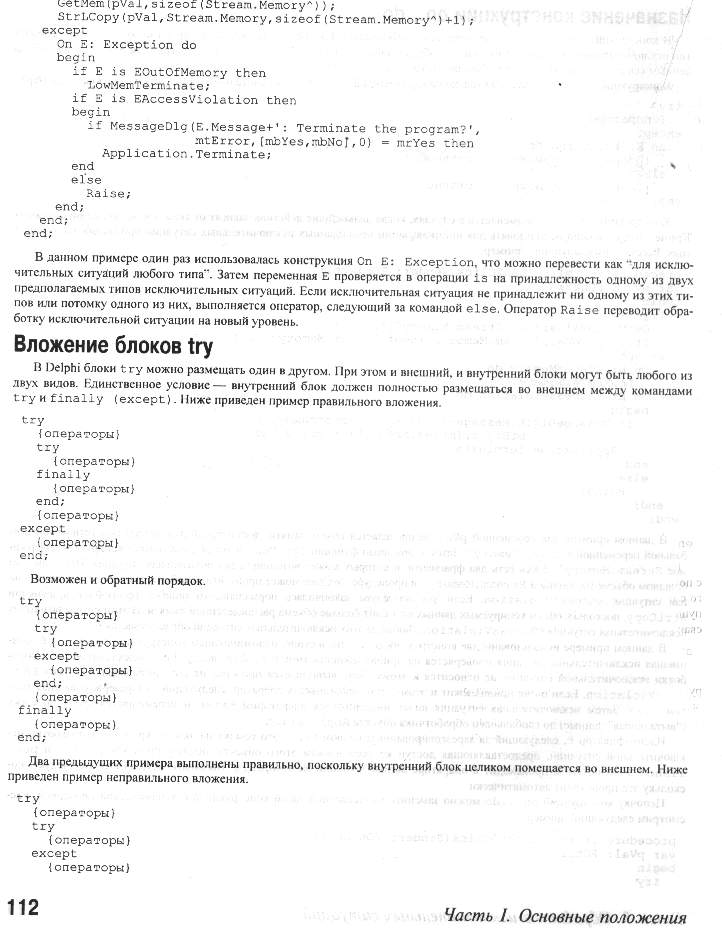 GetMem(pVal,sizeof(Stream.Memory^));
StrLCopy(pVal,Stream.Memory,sizeof(Stream.Memory^)+1);
except
On E: Exception do
begin
if E is EOutOfMemory then
LowMemTerminate;
if E is EAccessViolation then
begin
if MessageDlg(E.Message+': Terminate the program?',
mtError,[mbYes,mbNo],0) = mrYes then
Application.Terminate;
end
else
Raise;
end;
end;
end;
В данном примере один раз использовалась конструкция On E: Exception, что можно перевести как “для исклю-
чительных ситуаций любого типа”. Затем переменная E проверяется в операции is на принадлежность одному из двух
предполагаемых типов исключительных ситуаций. Если исключительная ситуация не принадлежит ни одному из этих ти-
пов или потомку одного из них, выполняется оператор, следующий за командой else. Оператор Raise переводит обра-
ботку исключительной ситуации на новый уровень.
Вложение блоков try
В Delphi блоки try можно размещать один в другом. При этом и внешний, и внутренний блоки могут быть любого из
двух видов. Единственное условие — внутренний блок должен полностью размещаться во внешнем между командами
try и finally (except). Ниже приведен пример правильного вложения.
try
{операторы}
try
{операторы}
finally
{операторы}
end;
{операторы}
except
{операторы}
end;
Возможен и обратный порядок.
try
{операторы}
try
{операторы}
except
{операторы}
end;
{операторы}
finally
{операторы}
end;
Два предыдущих примера выполнены правильно, поскольку внутренний блок целиком помещается во внешнем. Ниже
приведен пример неправильного вложения.
try
{операторы}
try
{операторы}
except
{операторы}
112
Часть I. Основные положения